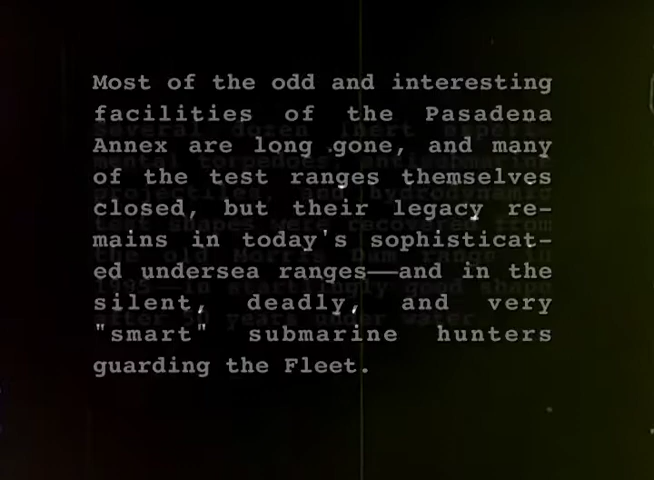 Most of the odd and interesting
facilities of the Pasadena
Annex are long gone, and many
of the test ranges themselves
closed, but their legacy re-
mains in today's sophisticat-
ed undersea ranges—and in the
silent, deadly, and very
"smart" submarine hunters
guarding the Fleet.